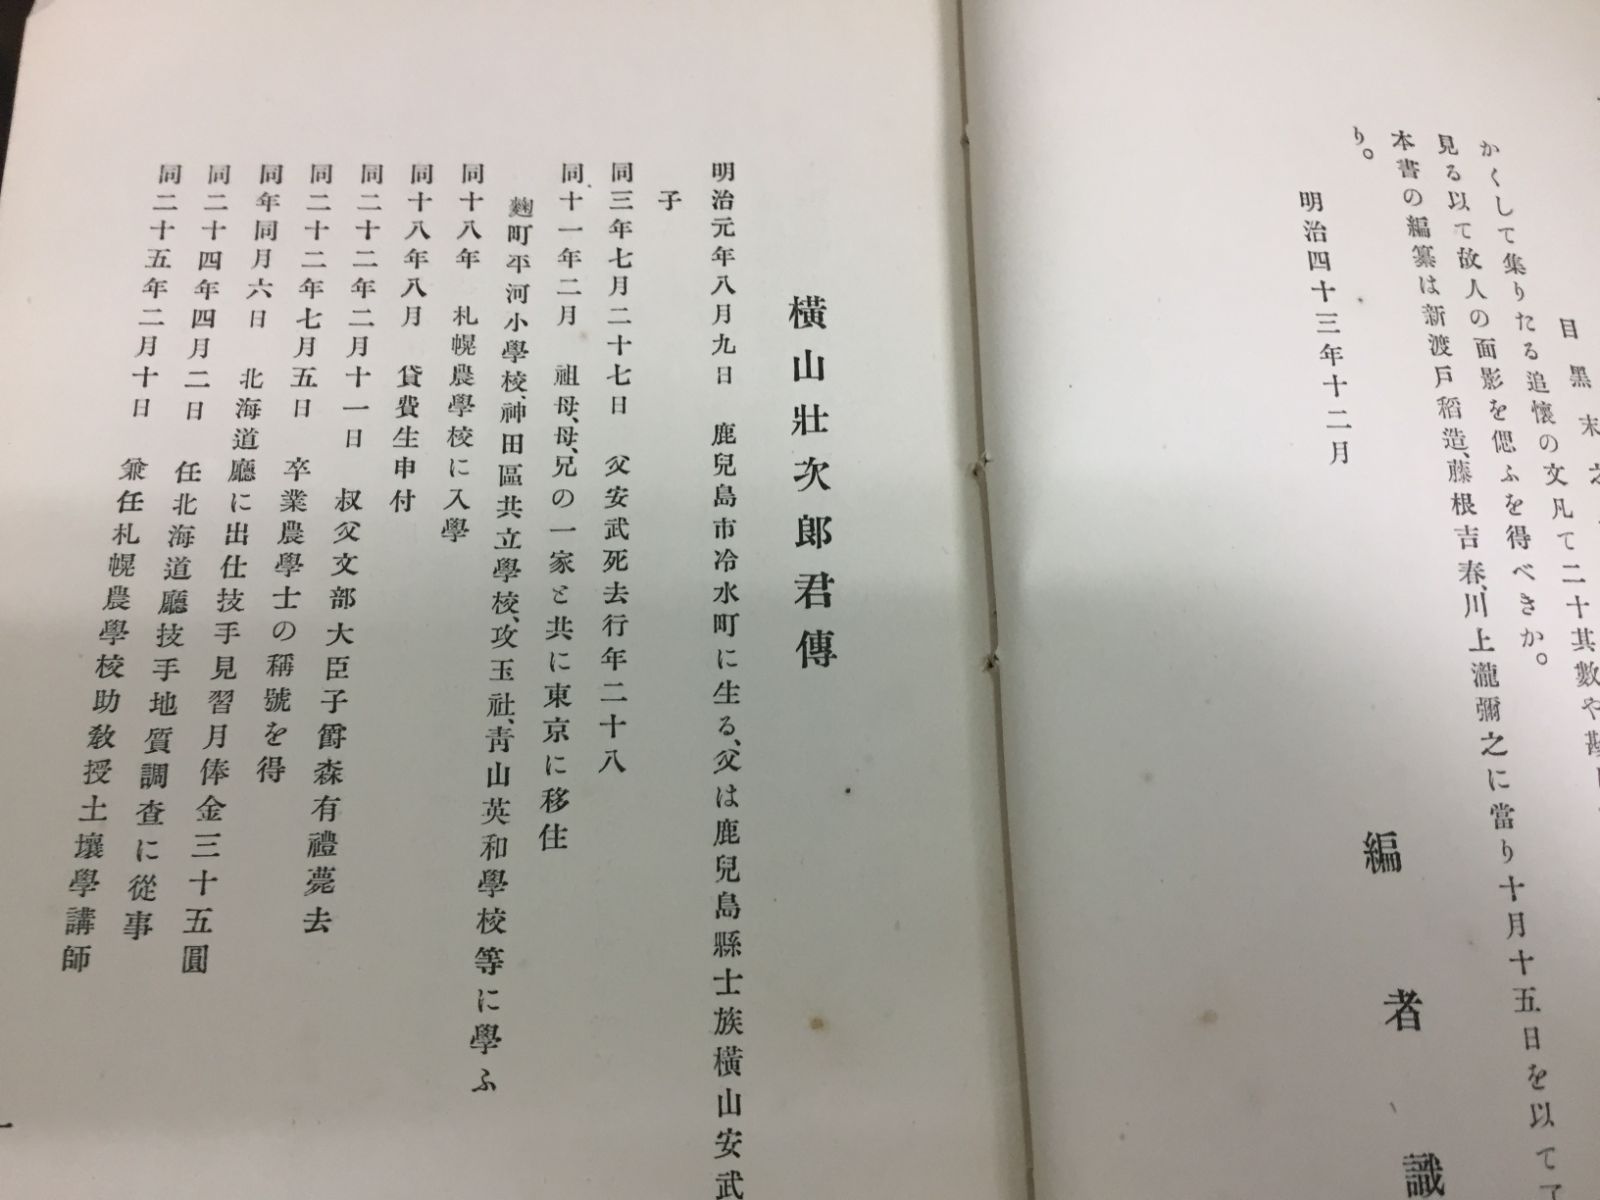 目黑末之
かくして集りたる追懷の文凡て二十其數や
見る以て故人の面影を偲ふを得べきか。
本書の編纂は新渡戶稻造、藤根吉春、川上瀧彌之に當り十月十五日を以て
り。
明治四十三年十二月
編者識
橫山壯次郎君傳
明治元年八月九日 鹿兒島市冷水町に生る、父は鹿兒島縣士族橫山安武
子
同三年七月二十七日 父安武死去行年二十八
同十一年二月 祖母、母、兄の一家と共に東京に移住
麴町平河小學校、神田區共立學校、攻玉社、靑山英和學校等に學ふ
同十八年 札幌農學校に入學
同十八年八月 貸費生申付
同二十二年二月十一日 叔父文部大臣子爵森有禮薨去
同二十二年七月五日 卒業農學士の稱號を得
同年同月六日 北海道廳に出仕技手見習月俸金三十五圓
同二十四年四月二日 任北海道廳技手地質調查に從事
同二十五年二月十日 兼任札幌農學校助敎授土壤學講師
一